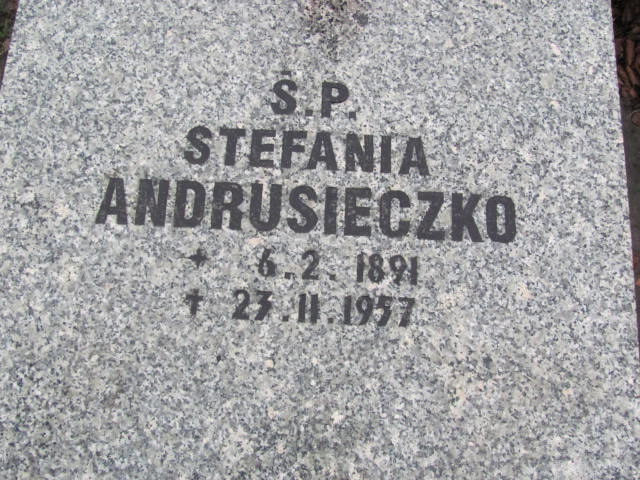 Ś.P.
STEFANIA
ANDRUSIECZKO
+ 6.2.1891
† 23.11.1957